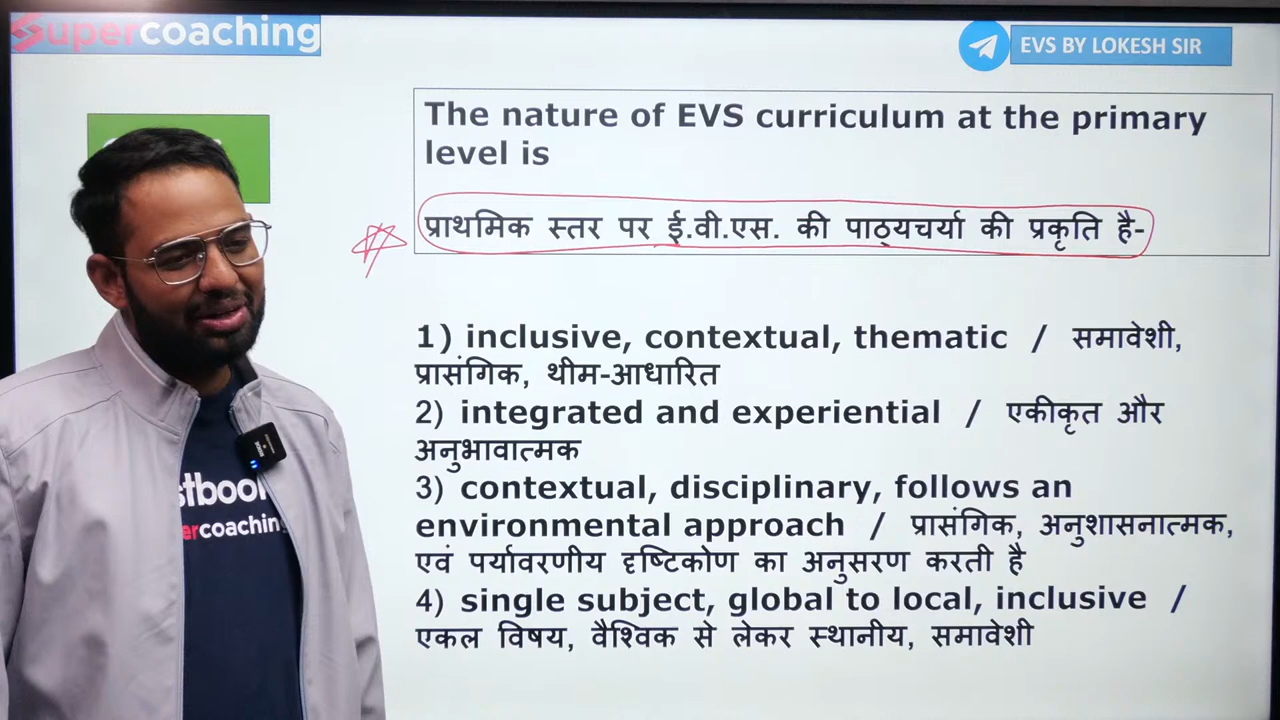 Supercoaching
EVS BY LOKESH SIR
The nature of EVS curriculum at the primary
level is
प्राथमिक स्तर पर ई.वी.एस. की पाठ्यचर्या की प्रकृति है-
1) inclusive, contextual, thematic / समावेशी,
प्रासंगिक, थीम-आधारित
2) integrated and experiential / एकीकृत और
अनुभावात्मक
3) contextual, disciplinary, follows an
environmental approach / प्रासंगिक, अनुशासनात्मक,
एवं पर्यावरणीय दृष्टिकोण का अनुसरण करती है
4) single subject, global to local, inclusive /
एकल विषय, वैश्विक से लेकर स्थानीय, समावेशी
stbook
ercoaching